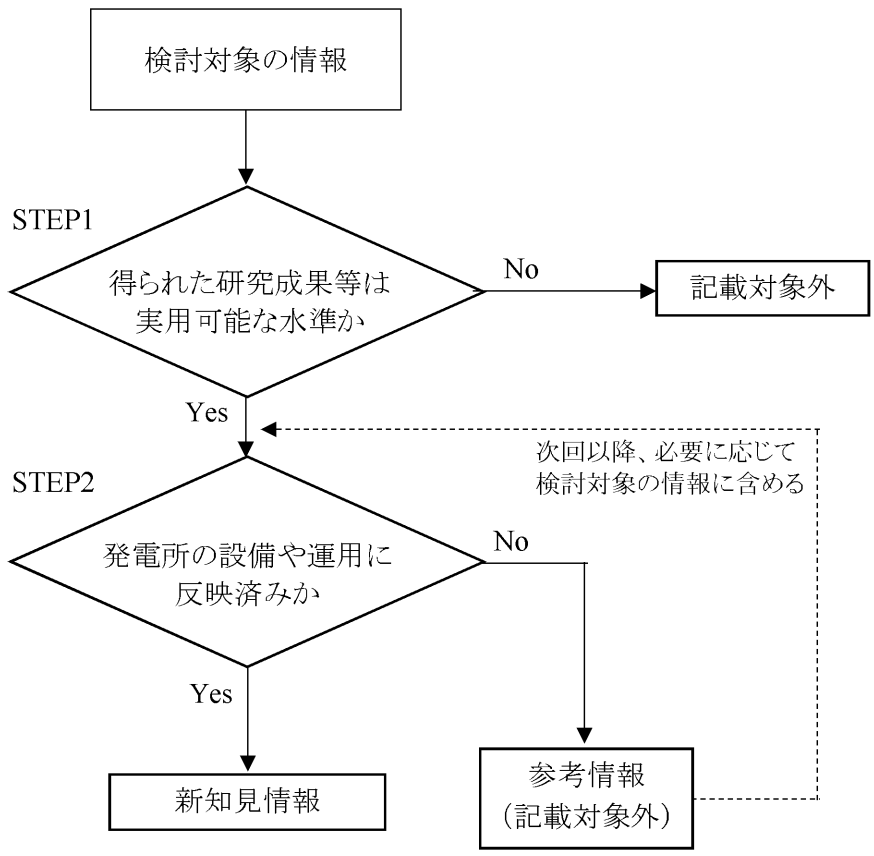 検討対象の情報
STEP1
得られた研究成果等は
実用可能な水準か
No
記載対象外
Yes
次回以降、必要に応じて
検討対象の情報に含める
STEP2
発電所の設備や運用に
反映済みか
No
Yes
新知見情報
参考情報
（記載対象外）